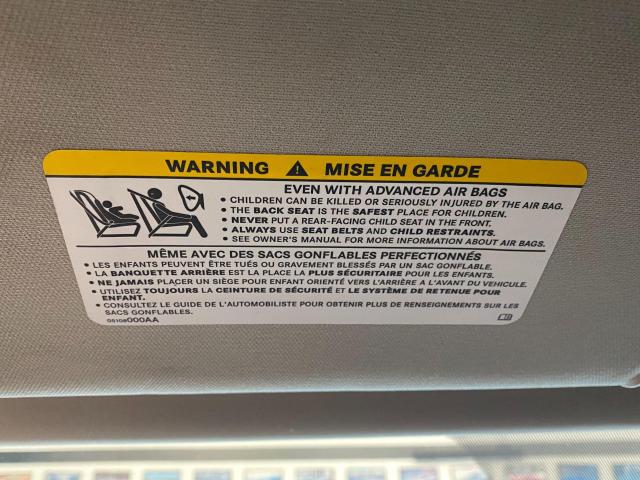 WARNING ⚠ MISE EN GARDE
EVEN WITH ADVANCED AIR BAGS
• CHILDREN CAN BE KILLED OR SERIOUSLY INJURED BY THE AIR BAG.
• THE BACK SEAT IS THE SAFEST PLACE FOR CHILDREN.
• NEVER PUT A REAR-FACING CHILD SEAT IN THE FRONT.
• ALWAYS USE SEAT BELTS AND CHILD RESTRAINTS.
• SEE OWNER'S MANUAL FOR MORE INFORMATION ABOUT AIR BAGS.
MÊME AVEC DES SACS GONFLABLES PERFECTIONNÉS
• LES ENFANTS PEUVENT ÊTRE TUÉS OU GRAVEMENT BLESSÉS PAR UN SAC GONFLABLE.
• LA BANQUETTE ARRIÈRE EST LA PLACE LA PLUS SÉCURITAIRE POUR LES ENFANTS.
• NE JAMAIS PLACER UN SIÈGE POUR ENFANT ORIENTÉ VERS L'ARRIÈRE A L'AVANT DU VEHICULE.
• UTILISEZ TOUJOURS LA CEINTURE DE SÉCURITÉ ET LE SYSTÈME DE RETENUE POUR
ENFANT.
• CONSULTEZ LE GUIDE DE L'AUTOMOBILISTE POUR OBTENIR PLUS DE RENSEIGNEMENTS SUR LES
SACS GONFLABLES.
05108000AA